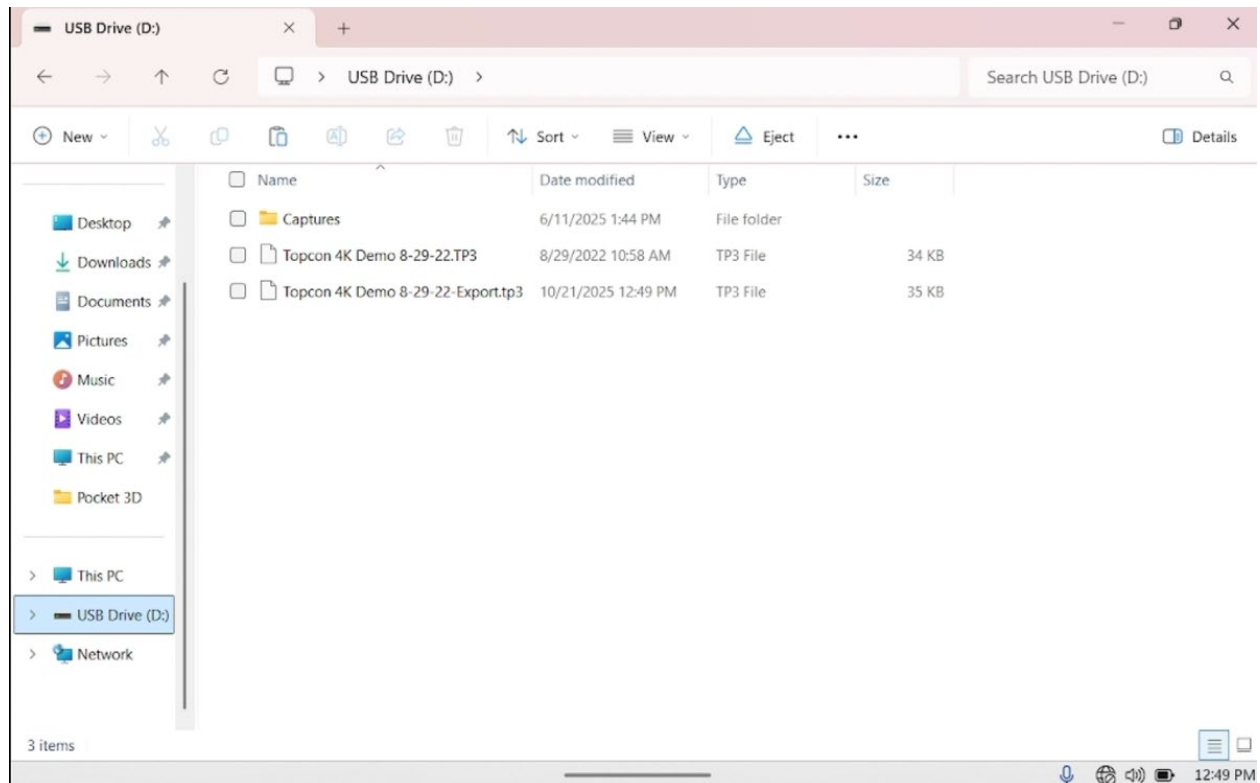 USB Drive (D:)
USB Drive (D:)
Search USB Drive (D:)
New
Sort
View
Eject
Details
Name Date modified Type Size
Desktop
Downloads
Documents
Pictures
Music
Videos
This PC
Pocket 3D
This PC
USB Drive (D:)
Network
Captures 6/11/2025 1:44 PM File folder
Topcon 4K Demo 8-29-22.TP3 8/29/2022 10:58 AM TP3 File 34 KB
Topcon 4K Demo 8-29-22-Export.tp3 10/21/2025 12:49 PM TP3 File 35 KB
3 items
12:49 PM